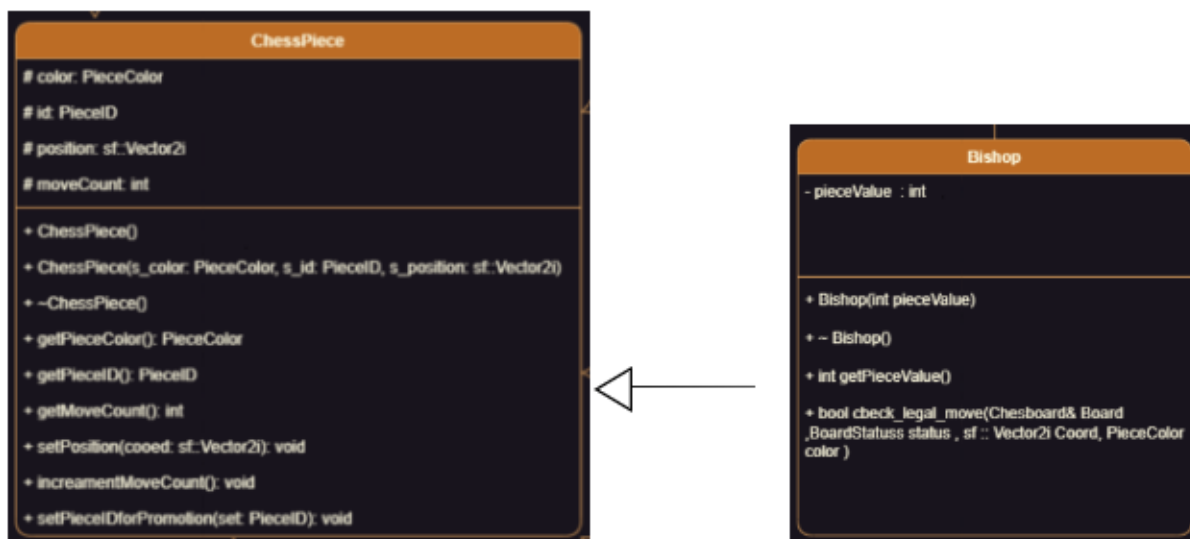 ChessPiece
# color: PieceColor
# id: PieceID
# position: sf::Vector2i
# moveCount: int
+ ChessPiece()
+ ChessPiece(s_color: PieceColor, s_id: PieceID, s_position: sf::Vector2i)
+ ~ChessPiece()
+ getPieceColor(): PieceColor
+ getPieceID(): PieceID
+ getMoveCount(): int
+ setPosition(cooed: sf::Vector2i): void
+ increamentMoveCount(): void
+ setPieceIDforPromotion(set: PieceID): void
Bishop
- pieceValue : int
+ Bishop(int pieceValue)
+ ~ Bishop()
+ int getPieceValue()
+ bool cbeck_legal_move(Chesboard& Board
,BoardStatuss status , sf :: Vector2i Coord, PieceColor
color )